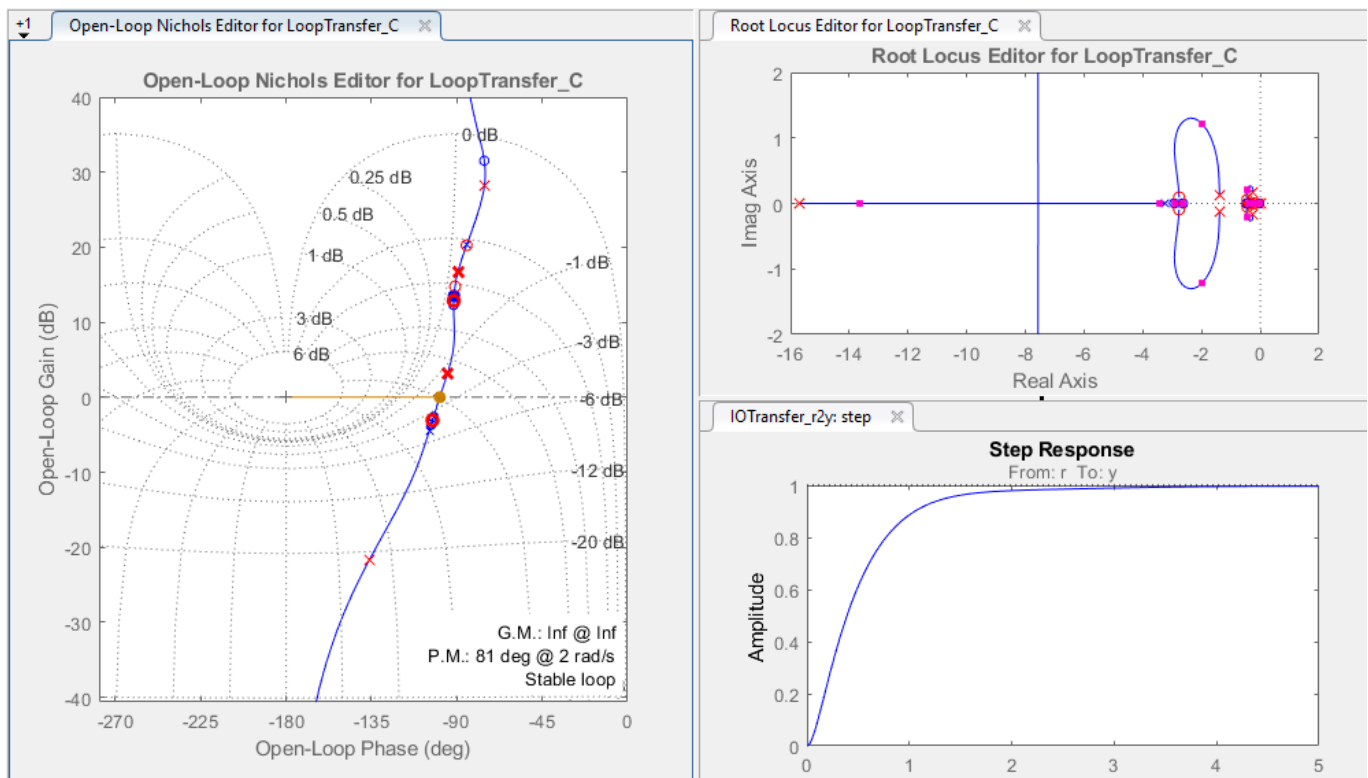 +1
Open-Loop Nichols Editor for LoopTransfer_C
Open-Loop Nichols Editor for LoopTransfer_C
Open-Loop Gain (dB)
40
30
20
10
0
-10
-20
-30
-40
0 dB
0.25 dB
0.5 dB
1 dB
-1 dB
3 dB
-3 dB
6 dB
-6 dB
-12 dB
-20 dB
G.M.: Inf @ Inf
P.M.: 81 deg @ 2 rad/s
Stable loop
-270 -225 -180 -135 -90 -45 0
Open-Loop Phase (deg)
Root Locus Editor for LoopTransfer_C
Root Locus Editor for LoopTransfer_C
Imag Axis
2
1
0
-1
-2
-16 -14 -12 -10 -8 -6 -4 -2 0 2
Real Axis
IOTransfer_r2y: step
Step Response
From: r To: y
Amplitude
1
0.8
0.6
0.4
0.2
0
0 1 2 3 4 5